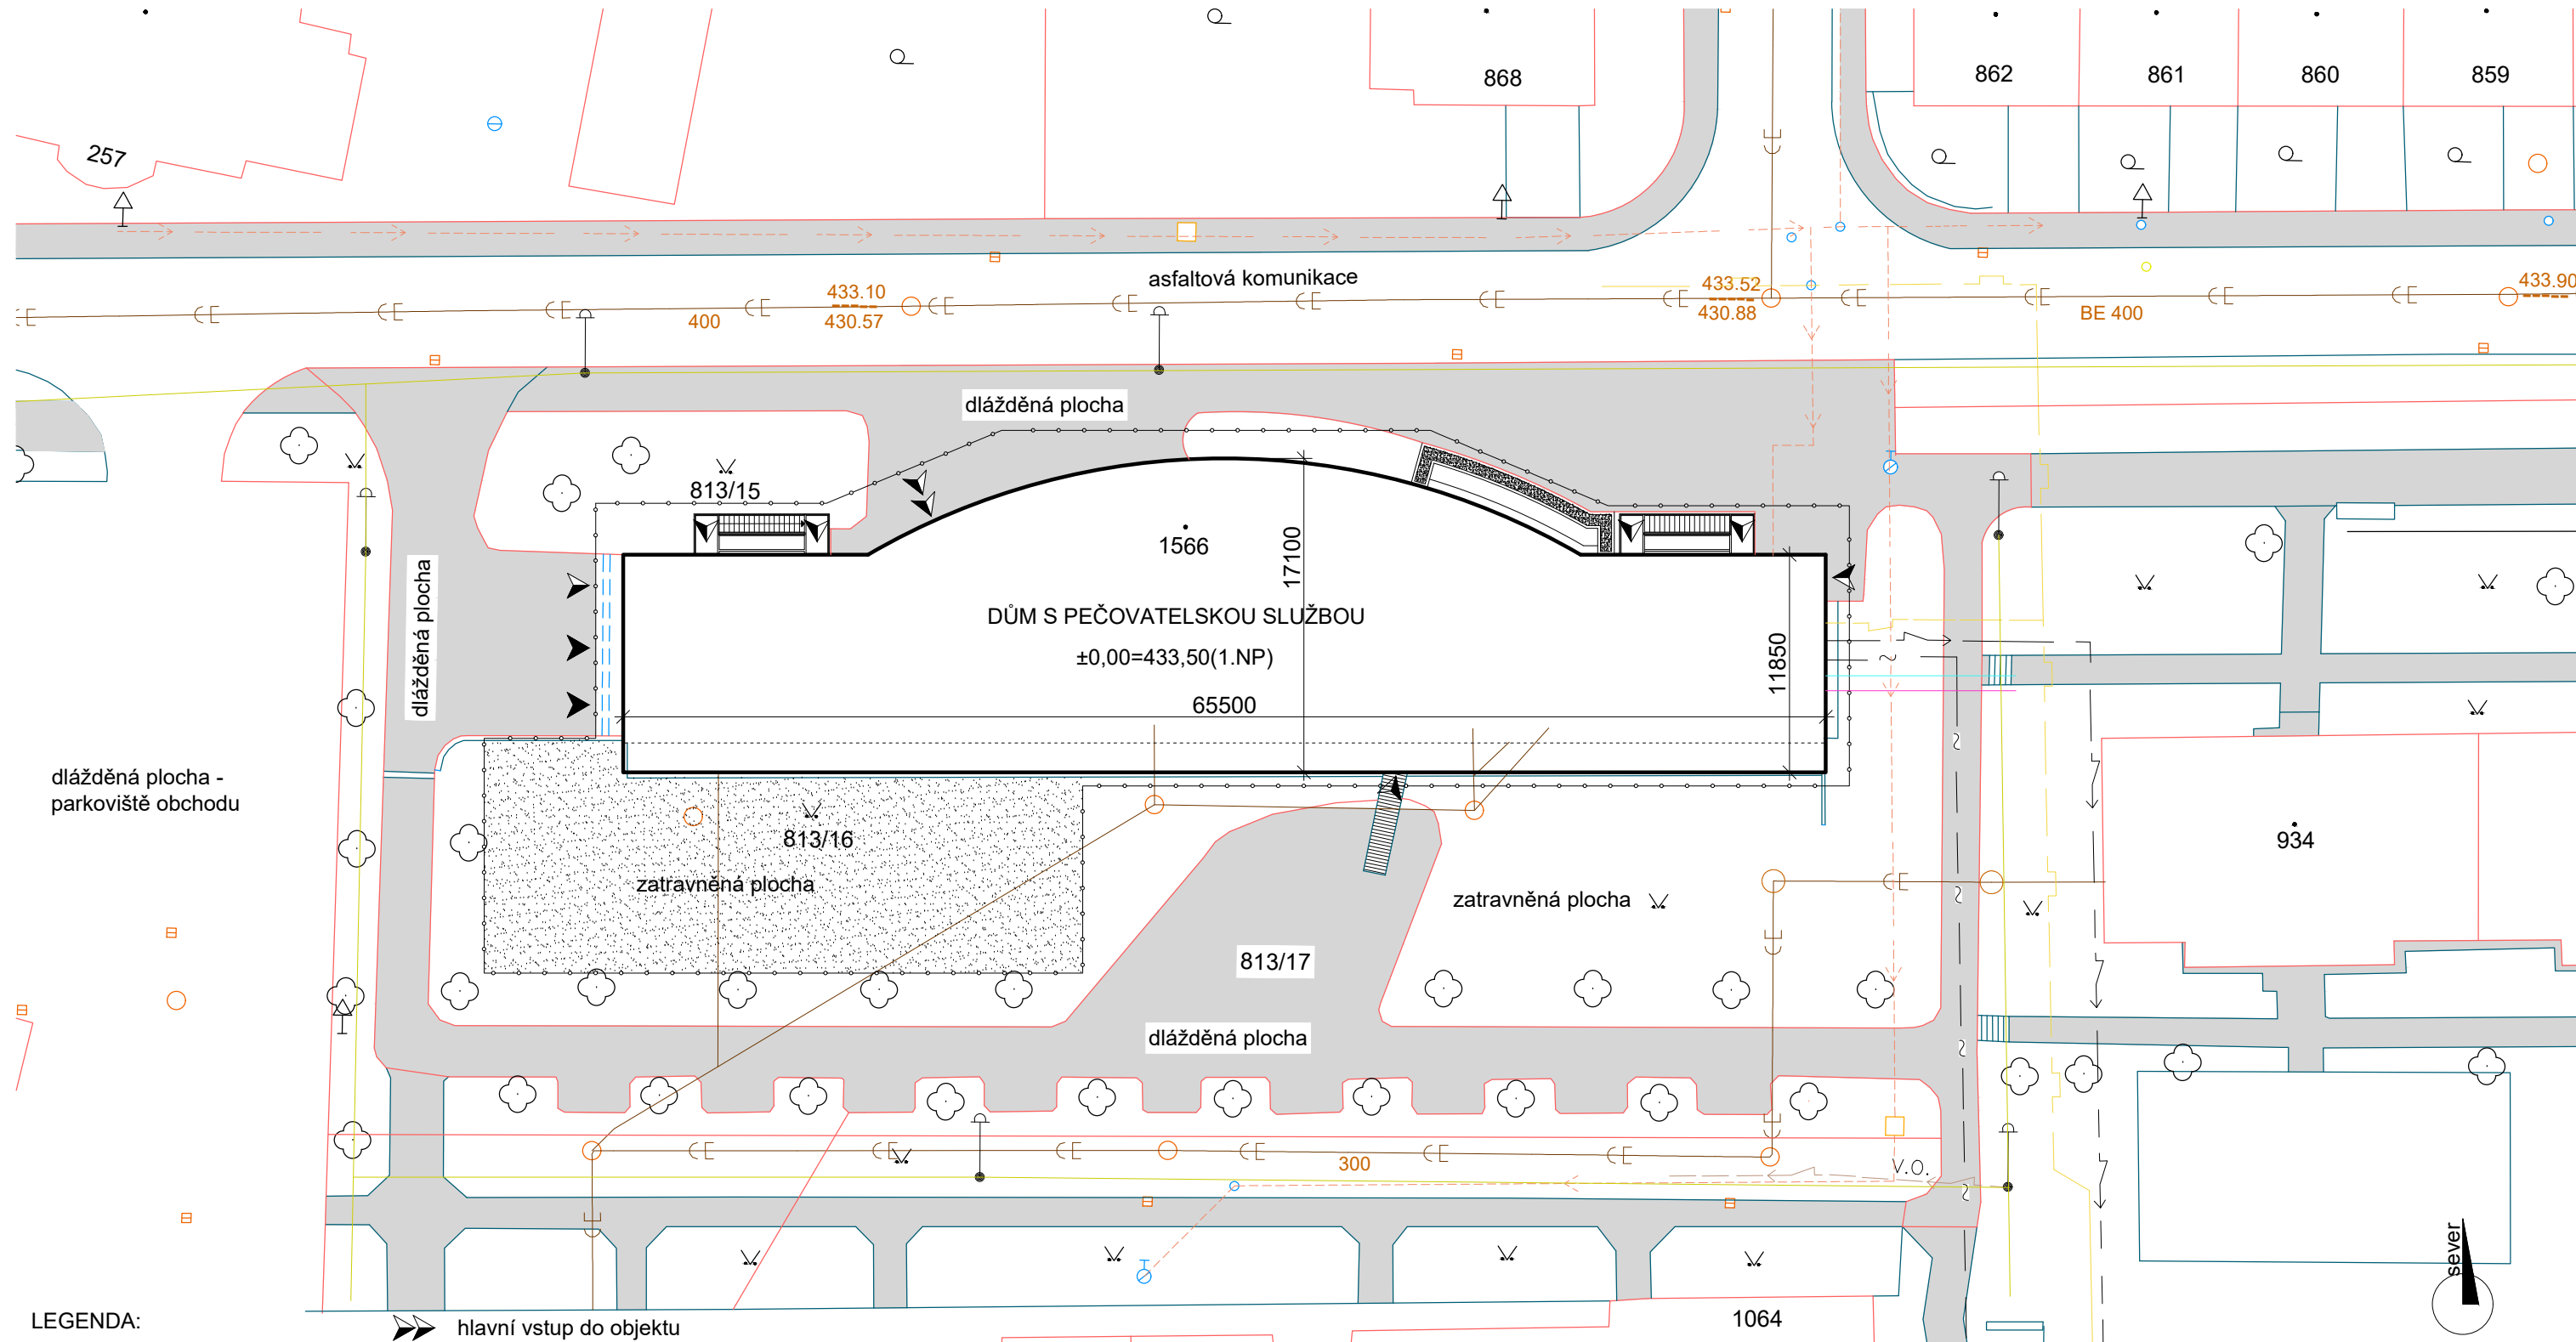 868
862
861
860
859
257
asfaltová komunikace
433.10
430.57
400
433.52
430.88
BE 400
433.90
dlážděná plocha
813/15
1566
17100
dlážděná plocha
DŮM S PEČOVATELSKOU SLUŽBOU
±0,00=433,50(1.NP)
11850
65500
dlážděná plocha -
parkoviště obchodu
813/16
zatravněná plocha
zatravněná plocha
934
813/17
dlážděná plocha
300
V.O.
sever
1064
LEGENDA:
hlavní vstup do objektu